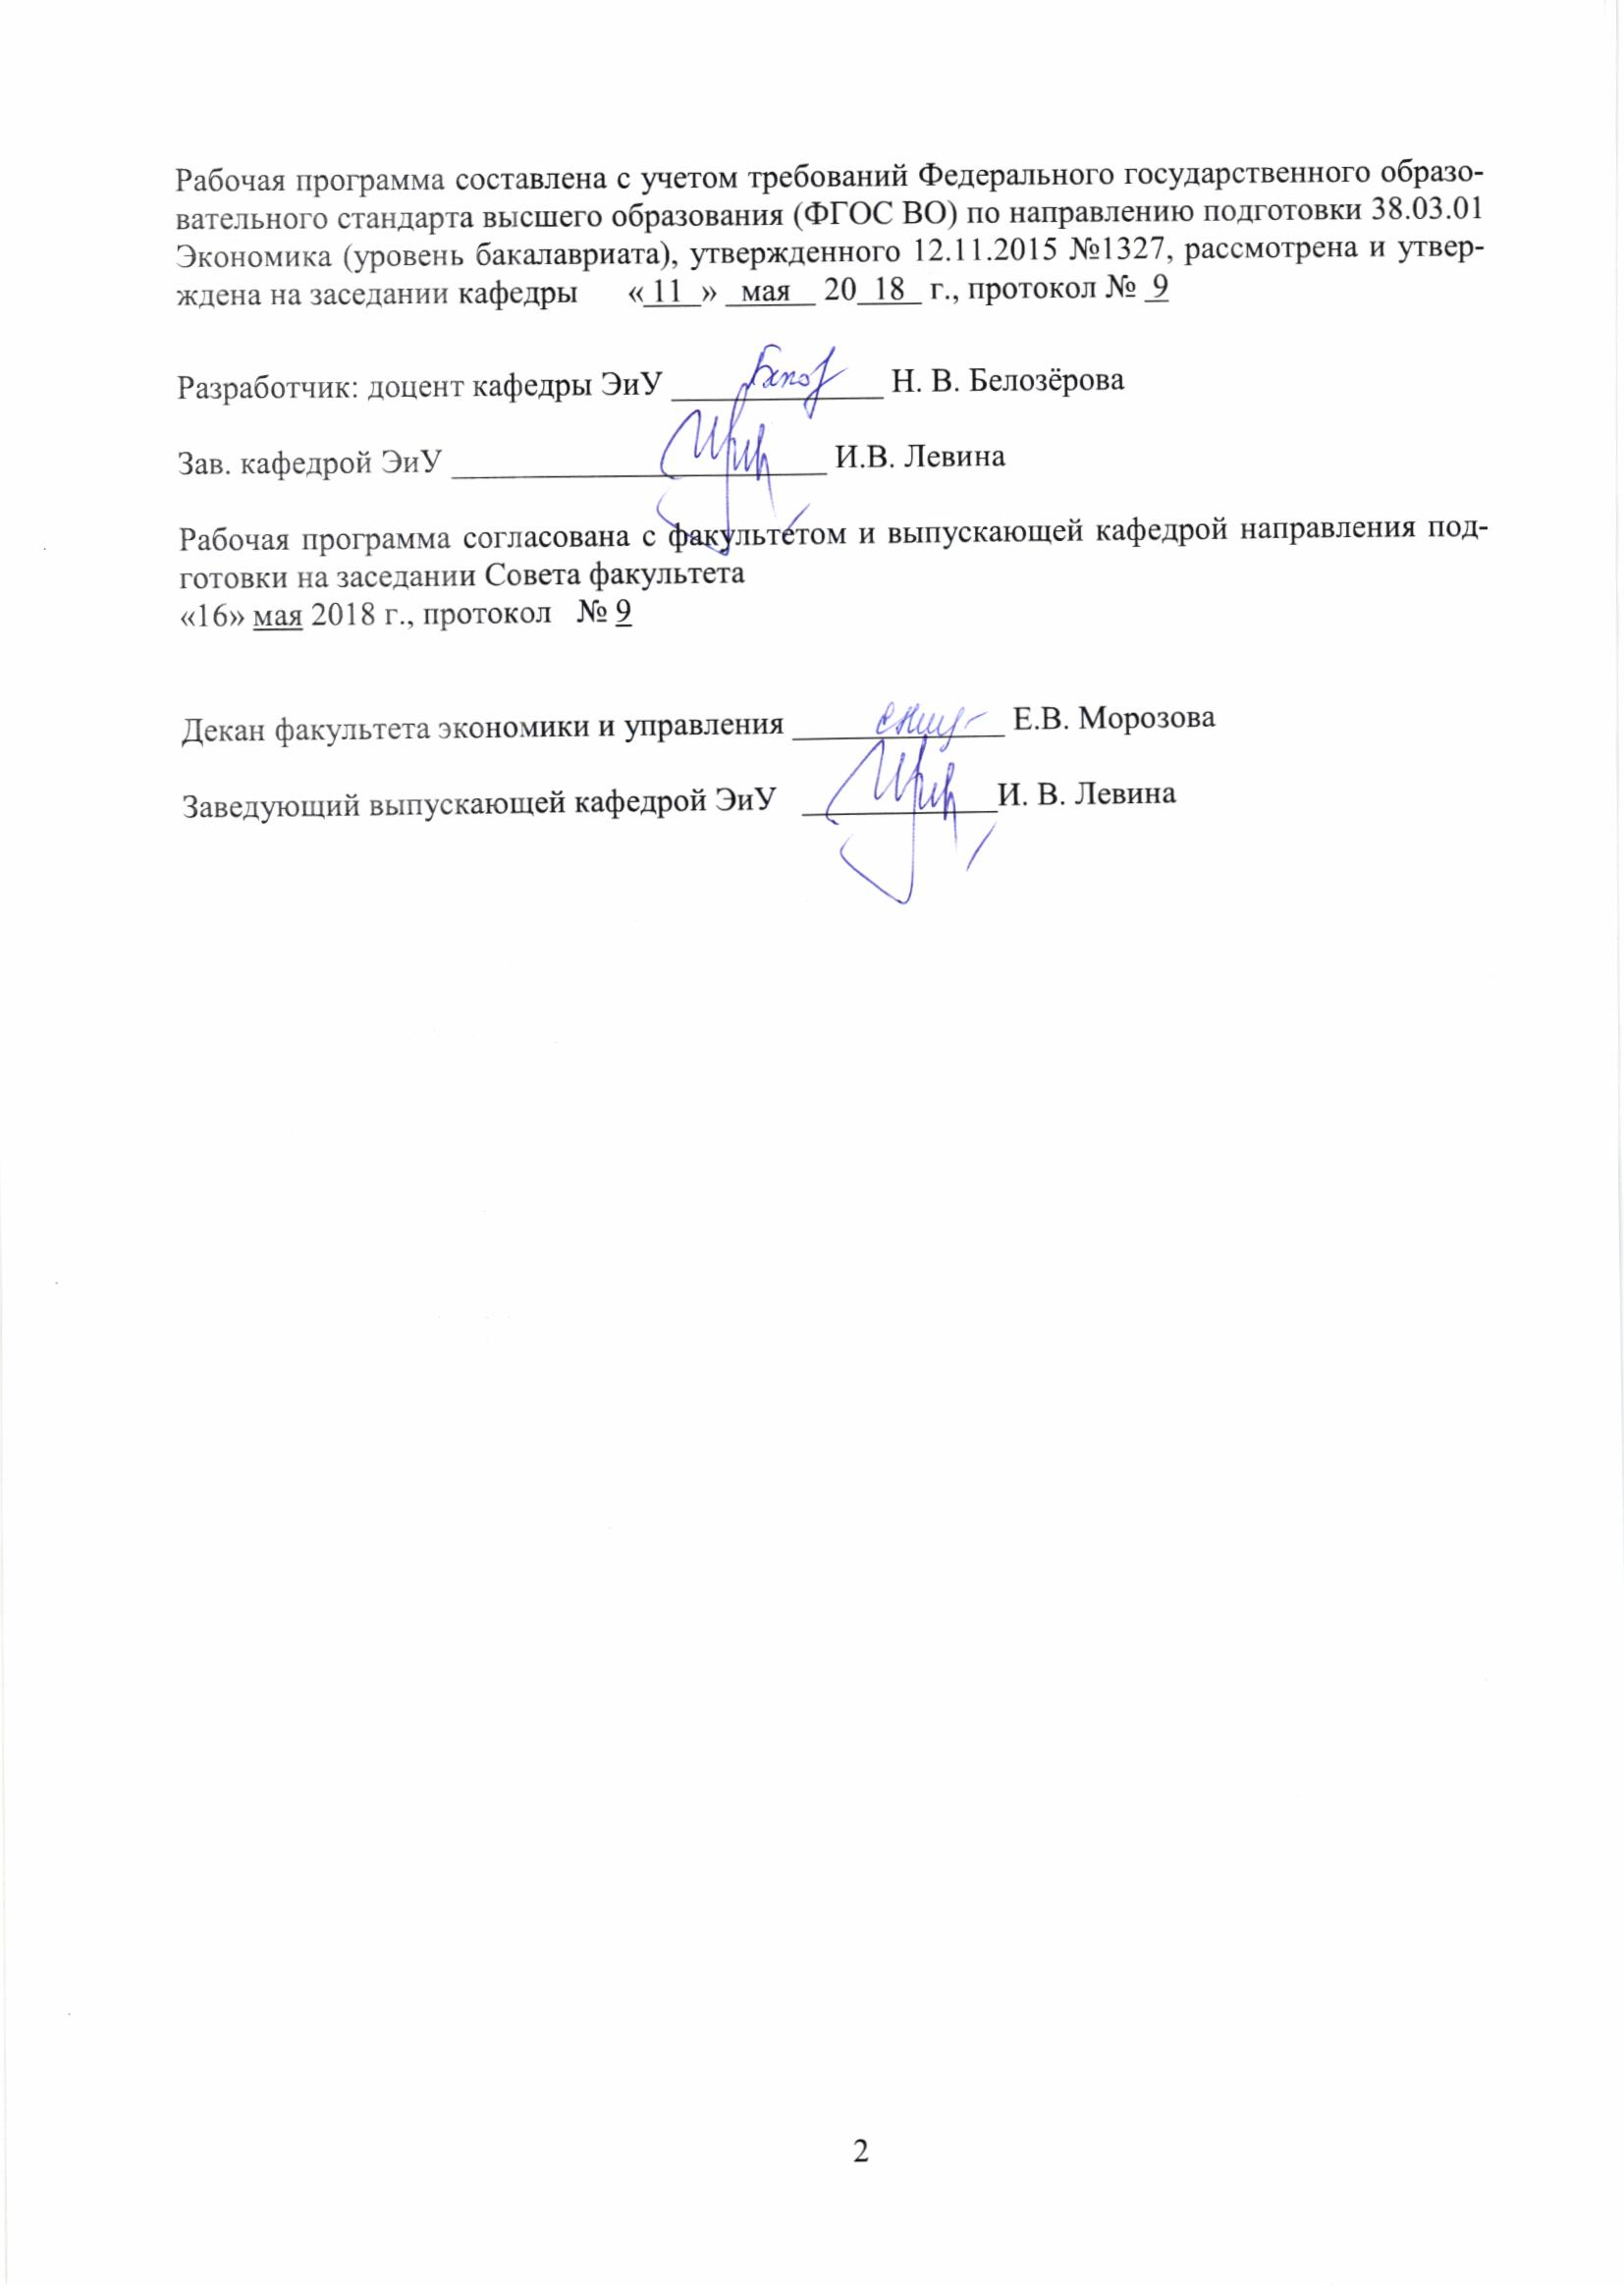 Рабочая программа составлена с учетом требований Федерального государственного образо-
вательного стандарта высшего образования (ФГОС ВО) по направлению подготовки 38.03.01
Экономика (уровень бакалавриата), утвержденного 12.11.2015 №1327, рассмотрена и утвер-
ждена на заседании кафедры « 11 » мая 20 18 г., протокол № 9
Разработчик: доцент кафедры ЭиУ Н. В. Белозёрова
Зав. кафедрой ЭиУ И.В. Левина
Рабочая программа согласована с факультетом и выпускающей кафедрой направления под-
готовки на заседании Совета факультета
«16» мая 2018 г., протокол № 9
Декан факультета экономики и управления Е.В. Морозова
Заведующий выпускающей кафедрой ЭиУ И. В. Левина
2